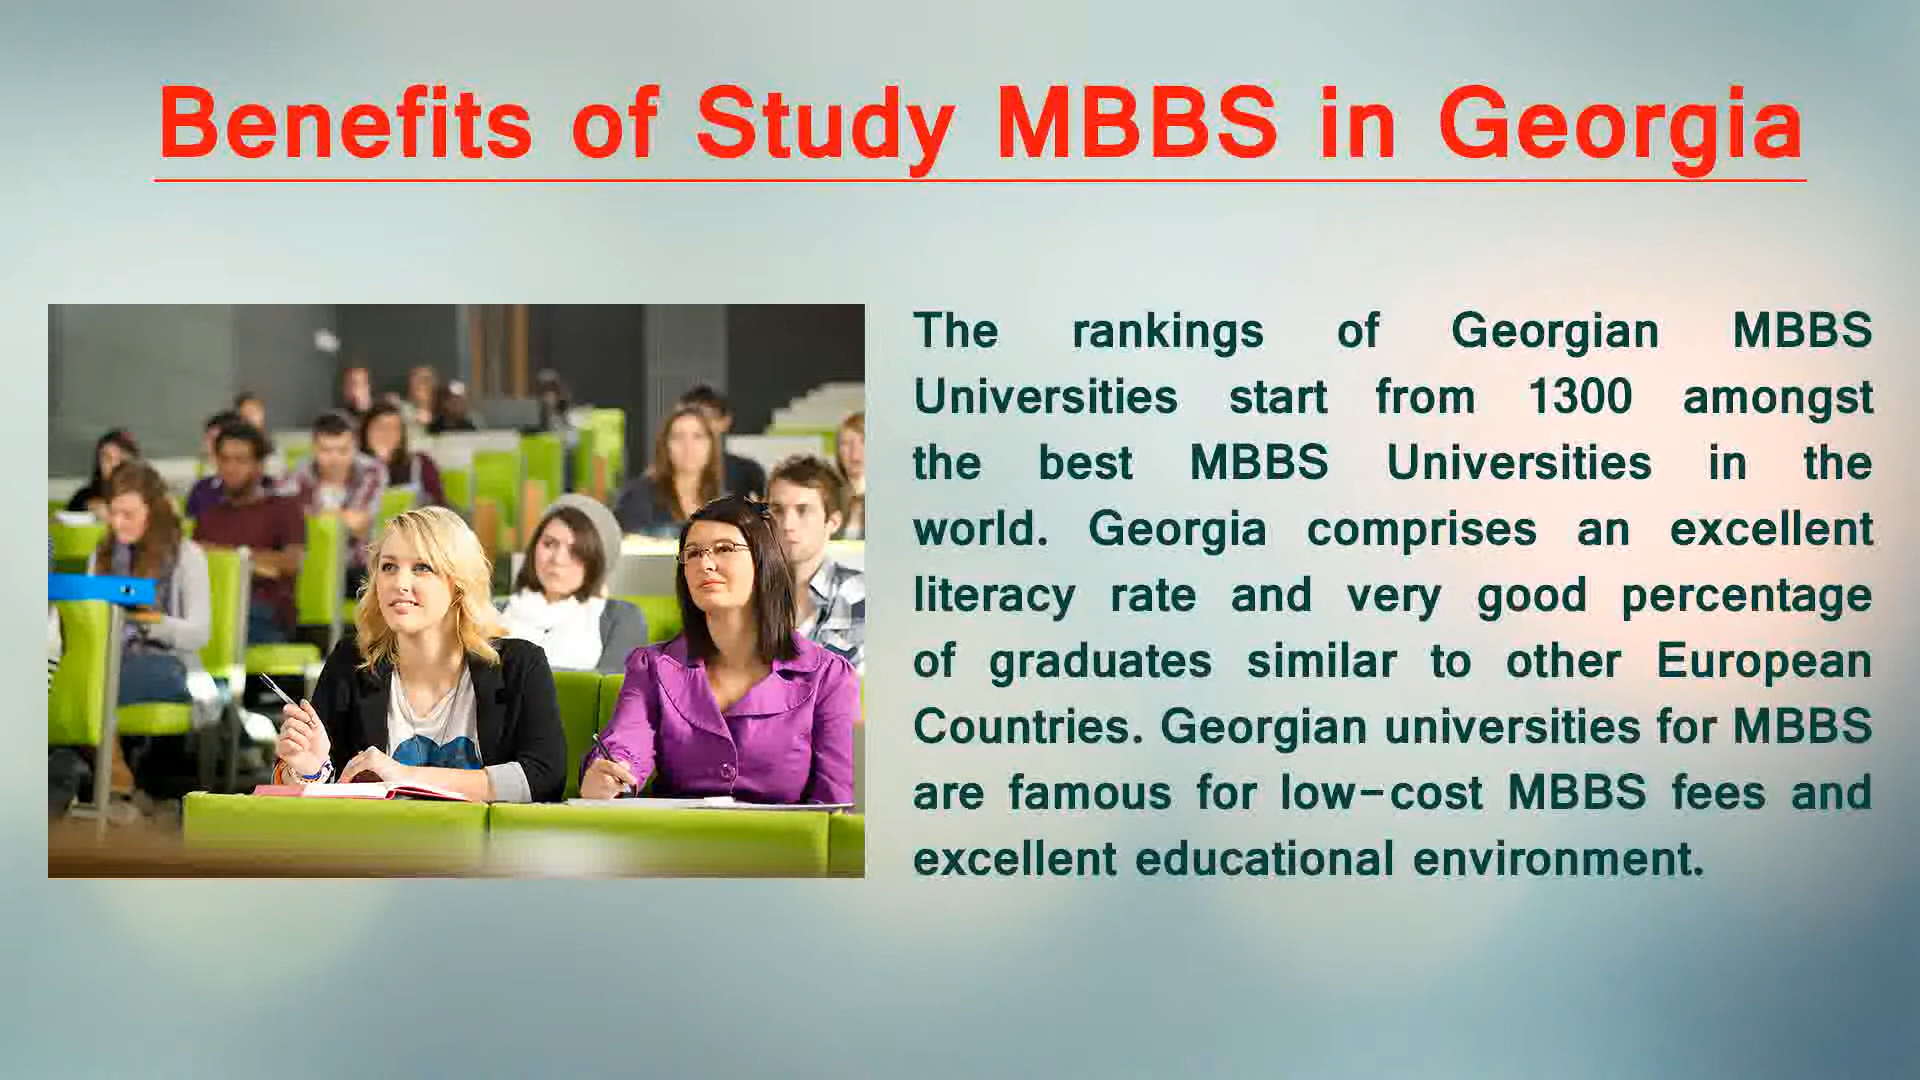 Benefits of Study MBBS in Georgia
The rankings of Georgian MBBS
Universities start from 1300 amongst
the best MBBS Universities in the
world. Georgia comprises an excellent
literacy rate and very good percentage
of graduates similar to other European
Countries. Georgian universities for MBBS
are famous for low-cost MBBS fees and
excellent educational environment.